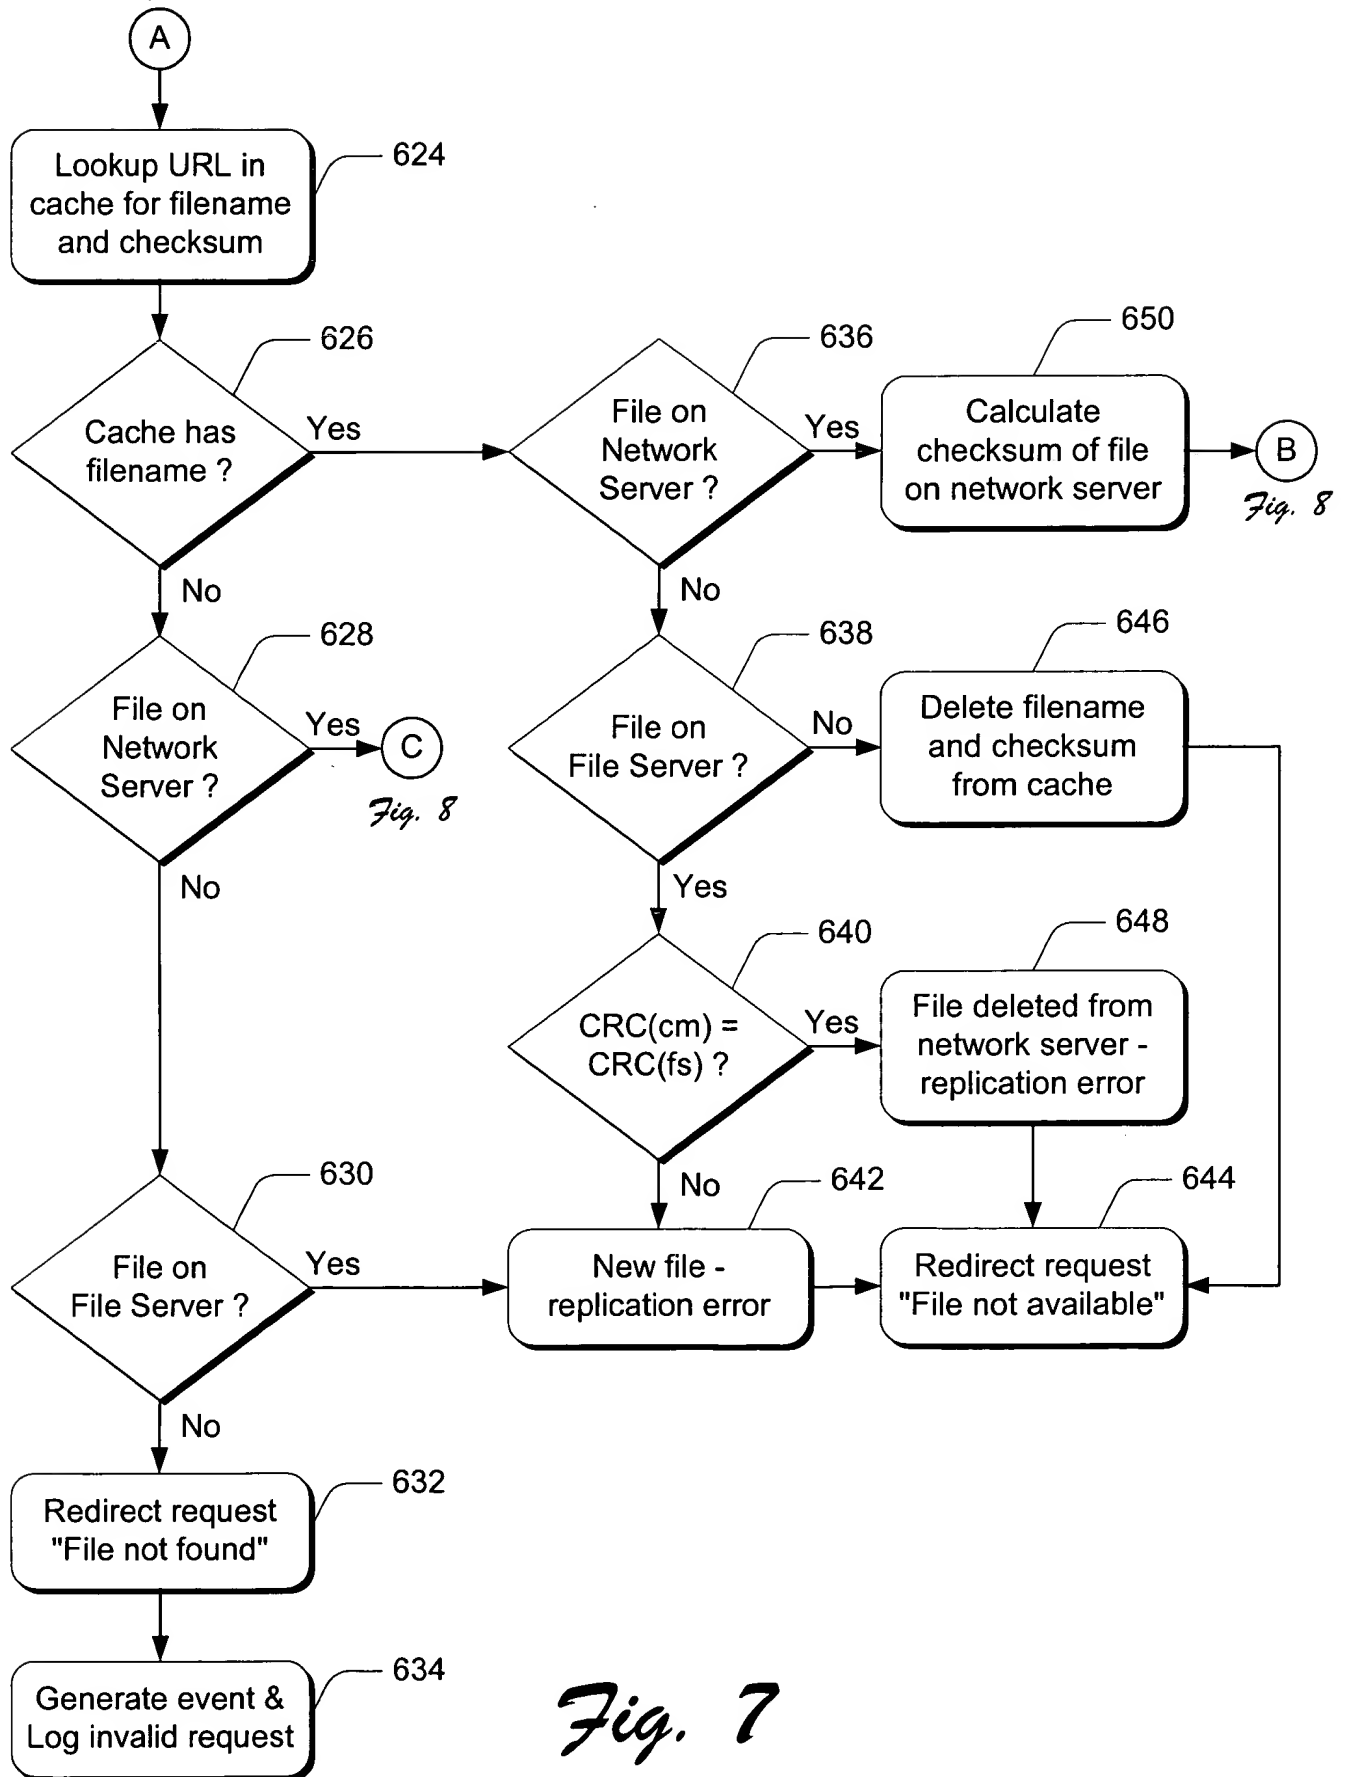 A
Lookup URL in
cache for filename
and checksum
624
Cache has
filename ?
626
Yes
No
File on
Network
Server ?
636
Yes
No
Calculate
checksum of file
on network server
650
B
Fig. 8
File on
Network
Server ?
628
Yes
C
Fig. 8
No
File on
File Server ?
638
No
Yes
Delete filename
and checksum
from cache
646
CRC(cm) =
CRC(fs) ?
640
Yes
No
File deleted from
network server -
replication error
648
File on
File Server ?
630
Yes
No
New file -
replication error
642
Redirect request
"File not available"
644
Redirect request
"File not found"
632
Generate event &
Log invalid request
634
Fig. 7